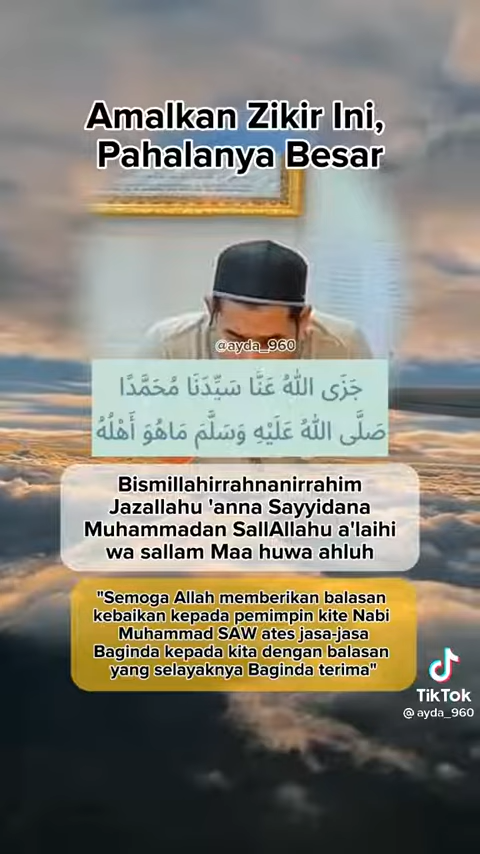 Amalkan Zikir Ini,
Pahalanya Besar
@ayda_960
جَزَى اللهُ عَنَّا سَيِّدَنَا مُحَمَّدًا
صَلَّى اللهُ عَلَيْهِ وَسَلَّمَ مَاهُوَ أَهْلُهُ
Bismillahirrahnanirrahim
Jazallahu 'anna Sayyidana
Muhammadan SallAllahu a'laihi
wa sallam Maa huwa ahluh
"Semoga Allah memberikan balasan
kebaikan kepada pemimpin kite Nabi
Muhammad SAW ates jasa-jasa
Baginda kepada kita dengan balasan
yang selayaknya Baginda terima"
TikTok
@ayda_960